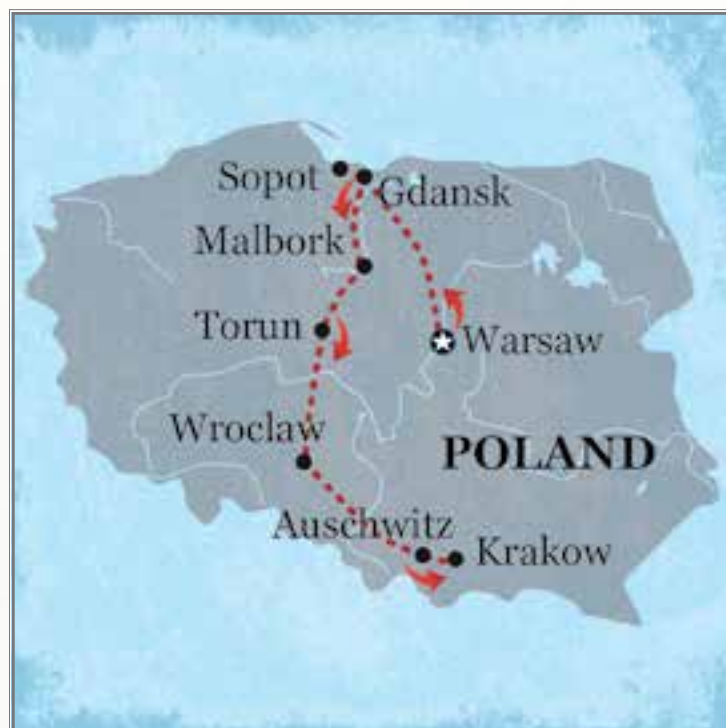 Sopot
Gdansk
Malbork
Torun
Warsaw
Wroclaw
POLAND
Auschwitz
Krakow